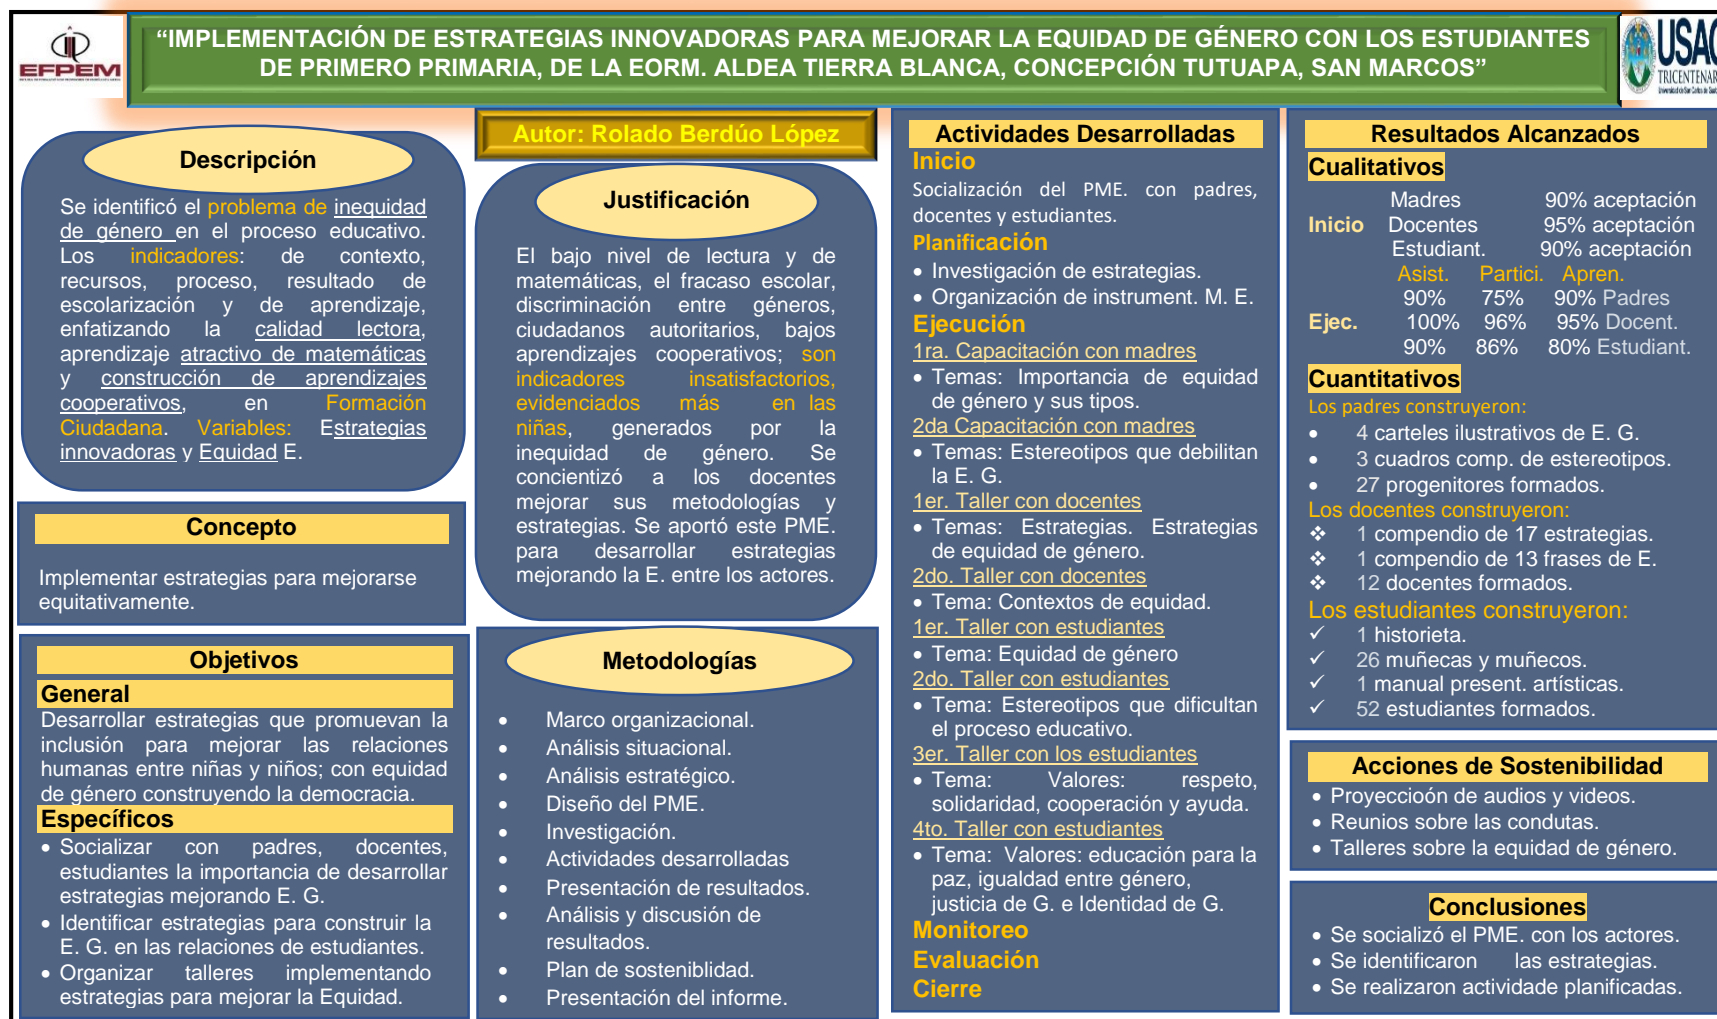 EFPEM
“IMPLEMENTACIÓN DE ESTRATEGIAS INNOVADORAS PARA MEJORAR LA EQUIDAD DE GÉNERO CON LOS ESTUDIANTES
DE PRIMERO PRIMARIA, DE LA EORM. ALDEA TIERRA BLANCA, CONCEPCIÓN TUTUAPA, SAN MARCOS”
USAC
TRICENTENAR
Descripción
Se identificó el problema de inequidad
de género en el proceso educativo.
Los indicadores: de contexto,
recursos, proceso, resultado de
escolarización y de aprendizaje,
enfatizando la calidad lectora,
aprendizaje atractivo de matemáticas
y construcción de aprendizajes
cooperativos, en Formación
Ciudadana. Variables: Estrategias
innovadoras y Equidad E.
Concepto
Implementar estrategias para mejorarse
equitativamente.
Objetivos
General
Desarrollar estrategias que promuevan la
inclusión para mejorar las relaciones
humanas entre niñas y niños; con equidad
de género construyendo la democracia.
Específicos
• Socializar con padres, docentes,
estudiantes la importancia de desarrollar
estrategias mejorando E. G.
• Identificar estrategias para construir la
E. G. en las relaciones de estudiantes.
• Organizar talleres implementando
estrategias para mejorar la Equidad.
Autor: Rolado Berdúo López
Justificación
El bajo nivel de lectura y de
matemáticas, el fracaso escolar,
discriminación entre géneros,
ciudadanos autoritarios, bajos
aprendizajes cooperativos; son
indicadores insatisfactorios,
evidenciados más en las
niñas, generados por la
inequidad de género. Se
concientizó a los docentes
mejorar sus metodologías y
estrategias. Se aportó este PME.
para desarrollar estrategias
mejorando la E. entre los actores.
Metodologías
• Marco organizacional.
• Análisis situacional.
• Análisis estratégico.
• Diseño del PME.
• Investigación.
• Actividades desarrolladas
• Presentación de resultados.
• Análisis y discusión de
resultados.
• Plan de sosteniblidad.
• Presentación del informe.
Actividades Desarrolladas
Inicio
Socialización del PME. con padres,
docentes y estudiantes.
Planificación
• Investigación de estrategias.
• Organización de instrument. M. E.
Ejecución
1ra. Capacitación con madres
• Temas: Importancia de equidad
de género y sus tipos.
2da Capacitación con madres
• Temas: Estereotipos que debilitan
la E. G.
1er. Taller con docentes
• Temas: Estrategias. Estrategias
de equidad de género.
2do. Taller con docentes
• Tema: Contextos de equidad.
1er. Taller con estudiantes
• Tema: Equidad de género
2do. Taller con estudiantes
• Tema: Estereotipos que dificultan
el proceso educativo.
3er. Taller con los estudiantes
• Tema: Valores: respeto,
solidaridad, cooperación y ayuda.
4to. Taller con estudiantes
• Tema: Valores: educación para la
paz, igualdad entre género,
justicia de G. e Identidad de G.
Monitoreo
Evaluación
Cierre
Resultados Alcanzados
Cualitativos
Madres 90% aceptación
Inicio Docentes 95% aceptación
Estudiant. 90% aceptación
Asist. Partici. Apren.
90% 75% 90% Padres
Ejec. 100% 96% 95% Docent.
90% 86% 80% Estudiant.
Cuantitativos
Los padres construyeron:
• 4 carteles ilustrativos de E. G.
• 3 cuadros comp. de estereotipos.
• 27 progenitores formados.
Los docentes construyeron:
❖ 1 compendio de 17 estrategias.
❖ 1 compendio de 13 frases de E.
❖ 12 docentes formados.
Los estudiantes construyeron:
✓ 1 historieta.
✓ 26 muñecas y muñecos.
✓ 1 manual present. artísticas.
✓ 52 estudiantes formados.
Acciones de Sostenibilidad
• Proyeccioón de audios y videos.
• Reunios sobre las condutas.
• Talleres sobre la equidad de género.
Conclusiones
• Se socializó el PME. con los actores.
• Se identificaron las estrategias.
• Se realizaron actividade planificadas.